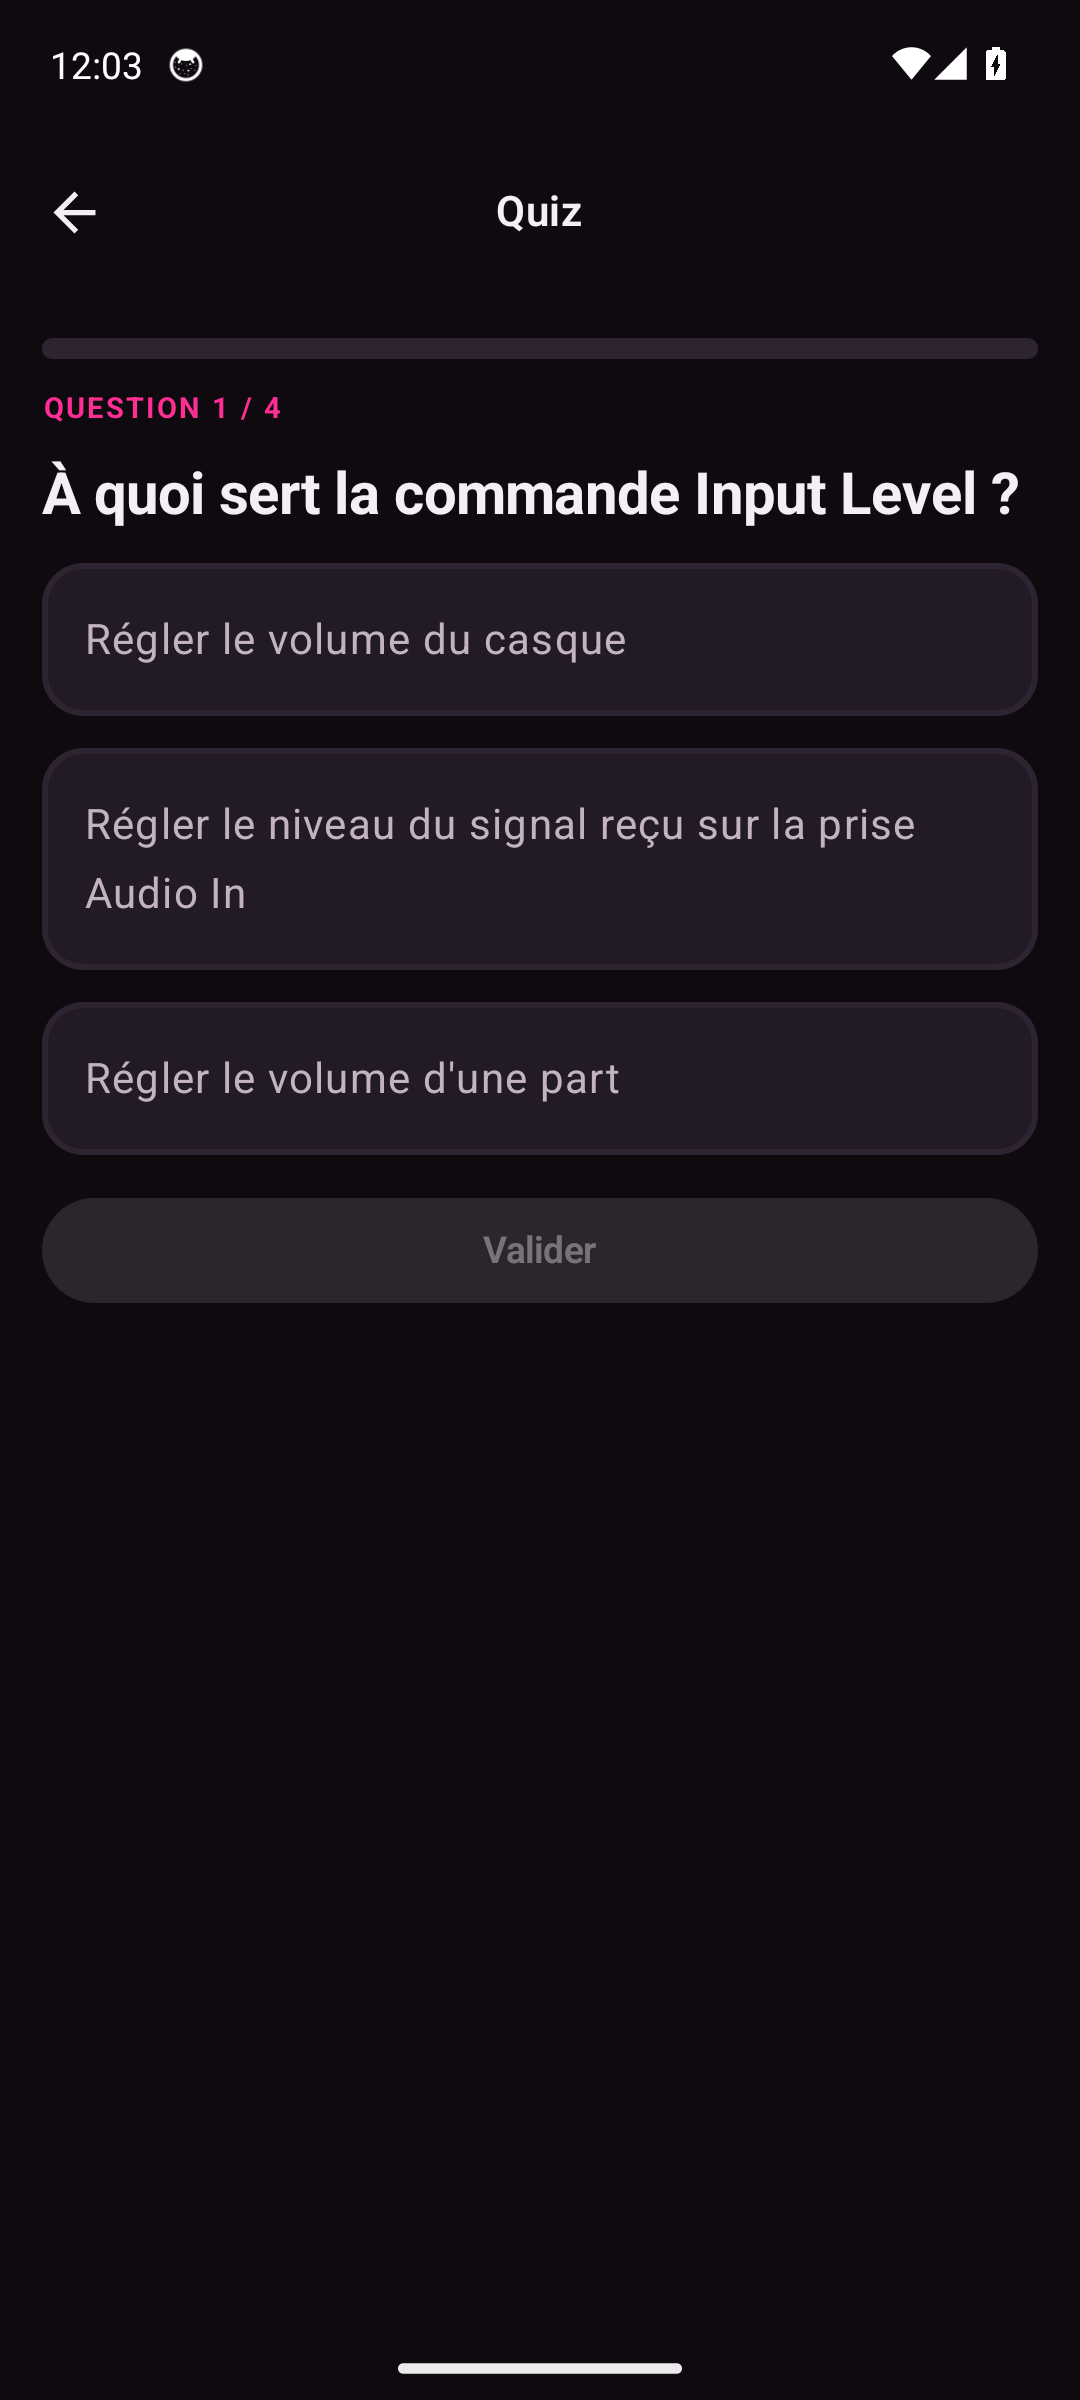 12:03
Quiz
QUESTION 1 / 4
À quoi sert la commande Input Level ?
Régler le volume du casque
Régler le niveau du signal reçu sur la prise
Audio In
Régler le volume d'une part
Valider